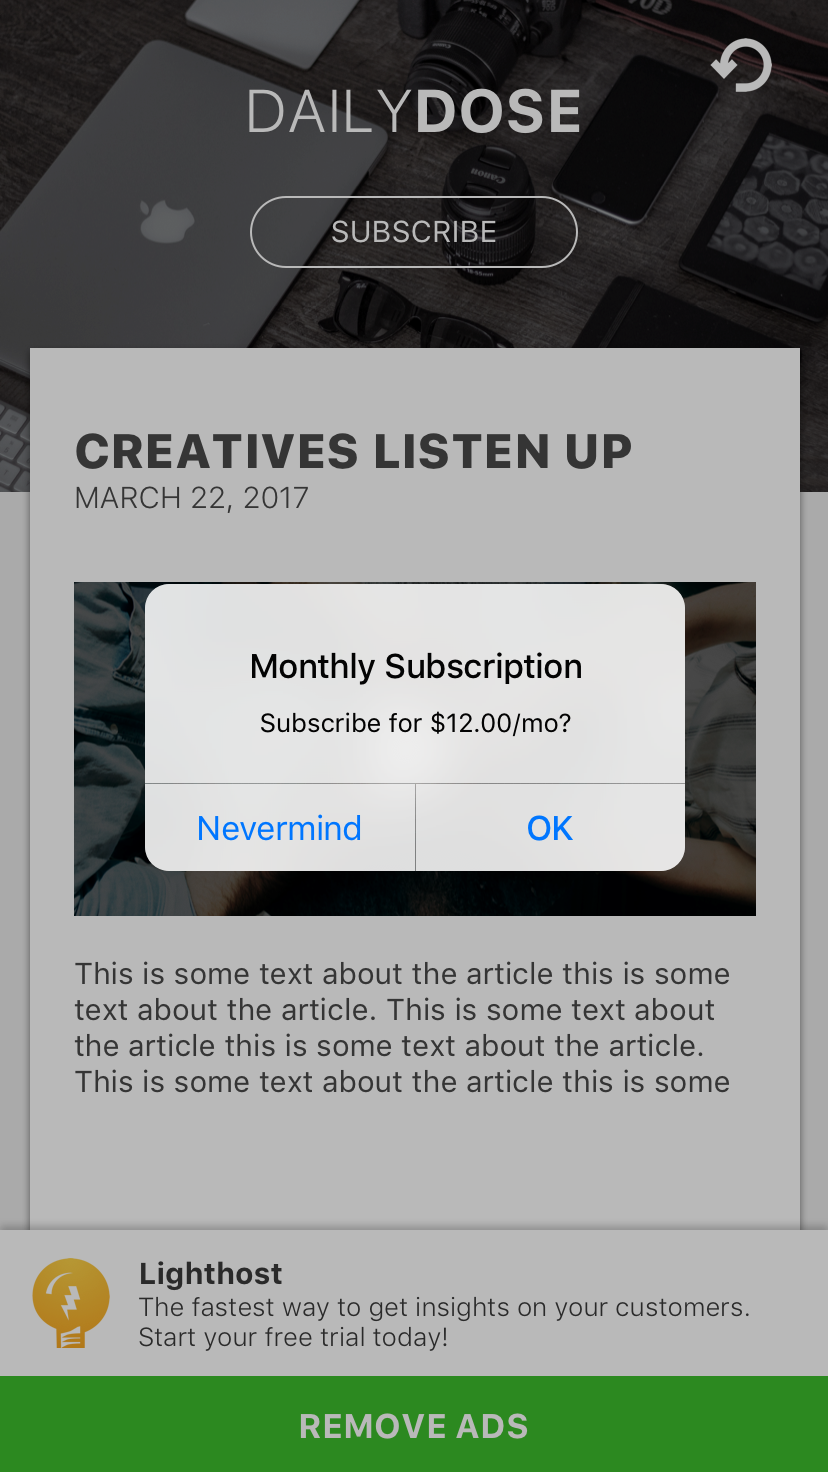 DAILYDOSE
Canon
SUBSCRIBE
CREATIVES LISTEN UP
MARCH 22, 2017
Monthly Subscription
Subscribe for $12.00/mo?
Nevermind
OK
This is some text about the article this is some
text about the article. This is some text about
the article this is some text about the article.
This is some text about the article this is some
Lighthost
The fastest way to get insights on your customers.
Start your free trial today!
REMOVE ADS